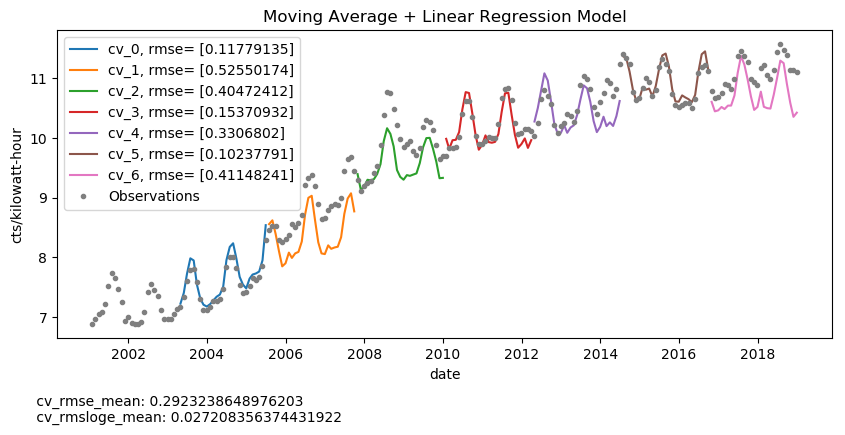 Moving Average + Linear Regression Model
cv_0, rmse= [0.11779135]
cv_1, rmse= [0.52550174]
cv_2, rmse= [0.40472412]
cv_3, rmse= [0.15370932]
cv_4, rmse= [0.3306802]
cv_5, rmse= [0.10237791]
cv_6, rmse= [0.41148241]
Observations
cts/kilowatt-hour
11
10
9
8
7
2002 2004 2006 2008 2010 2012 2014 2016 2018
date
cv_rmse_mean: 0.2923238648976203
cv_rmsloge_mean: 0.027208356374431922